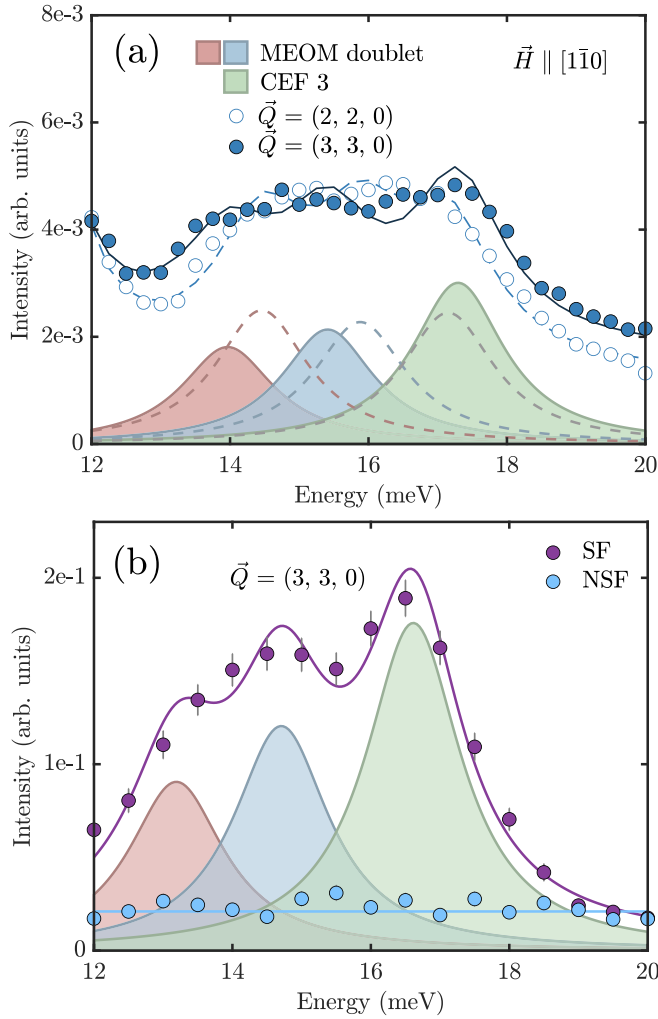 8e-3
(a)
MEOM doublet
H⃗ ∥ [11̄0]
CEF 3
6e-3
Q⃗ = (2, 2, 0)
Q⃗ = (3, 3, 0)
4e-3
2e-3
0
Intensity (arb. units)
12 14 16 18 20
Energy (meV)
(b)
Q⃗ = (3, 3, 0)
SF
NSF
2e-1
1e-1
0
Intensity (arb. units)
12 14 16 18 20
Energy (meV)